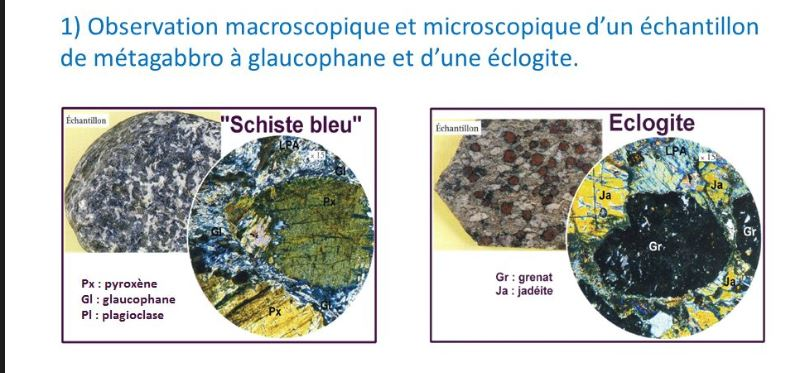 1) Observation macroscopique et microscopique d’un échantillon
de métagabbro à glaucophane et d’une éclogite.
Échantillon
"Schiste bleu"
LPA
x 15
Gl
Px
Gl
Gl
Px
Px : pyroxène
Gl : glaucophane
Pl : plagioclase
Échantillon
Eclogite
LPA
x 15
Ja
Ja
Gr
Gr
Ja
Gr : grenat
Ja : jadéite